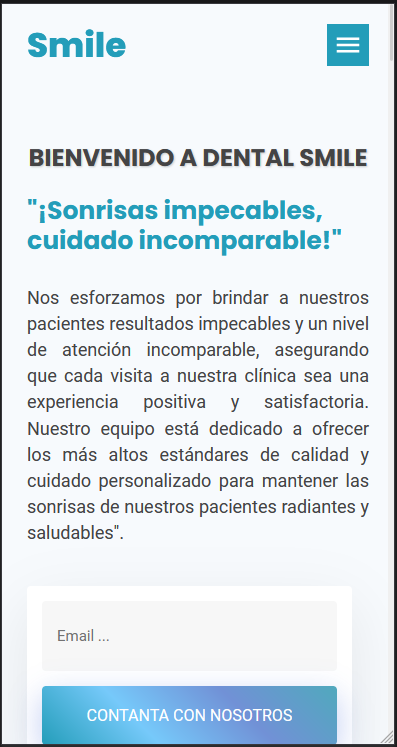 Smile
BIENVENIDO A DENTAL SMILE
"¡Sonrisas impecables,
cuidado incomparable!"
Nos esforzamos por brindar a nuestros
pacientes resultados impecables y un nivel
de atención incomparable, asegurando
que cada visita a nuestra clínica sea una
experiencia positiva y satisfactoria.
Nuestro equipo está dedicado a ofrecer
los más altos estándares de calidad y
cuidado personalizado para mantener las
sonrisas de nuestros pacientes radiantes y
saludables".
Email ...
CONTANTA CON NOSOTROS